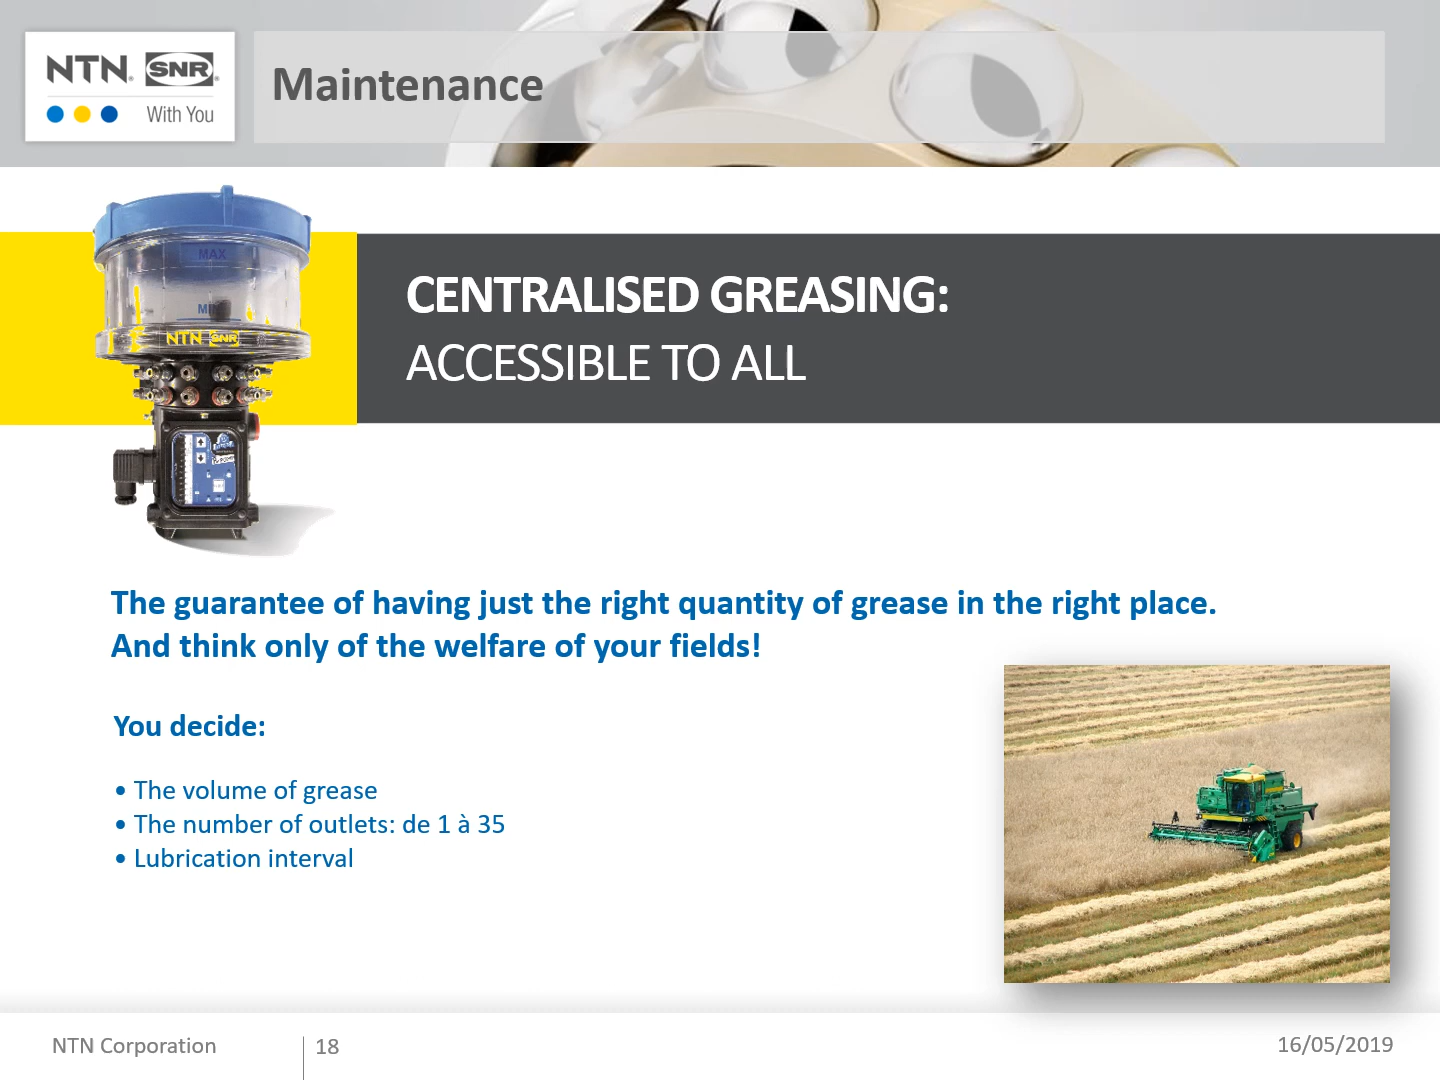 NTN SNR
With You
Maintenance
MAX
NTN SNR
CENTRALISED GREASING:
ACCESSIBLE TO ALL
The guarantee of having just the right quantity of grease in the right place.
And think only of the welfare of your fields!
You decide:
• The volume of grease
• The number of outlets: de 1 à 35
• Lubrication interval
NTN Corporation
18
16/05/2019